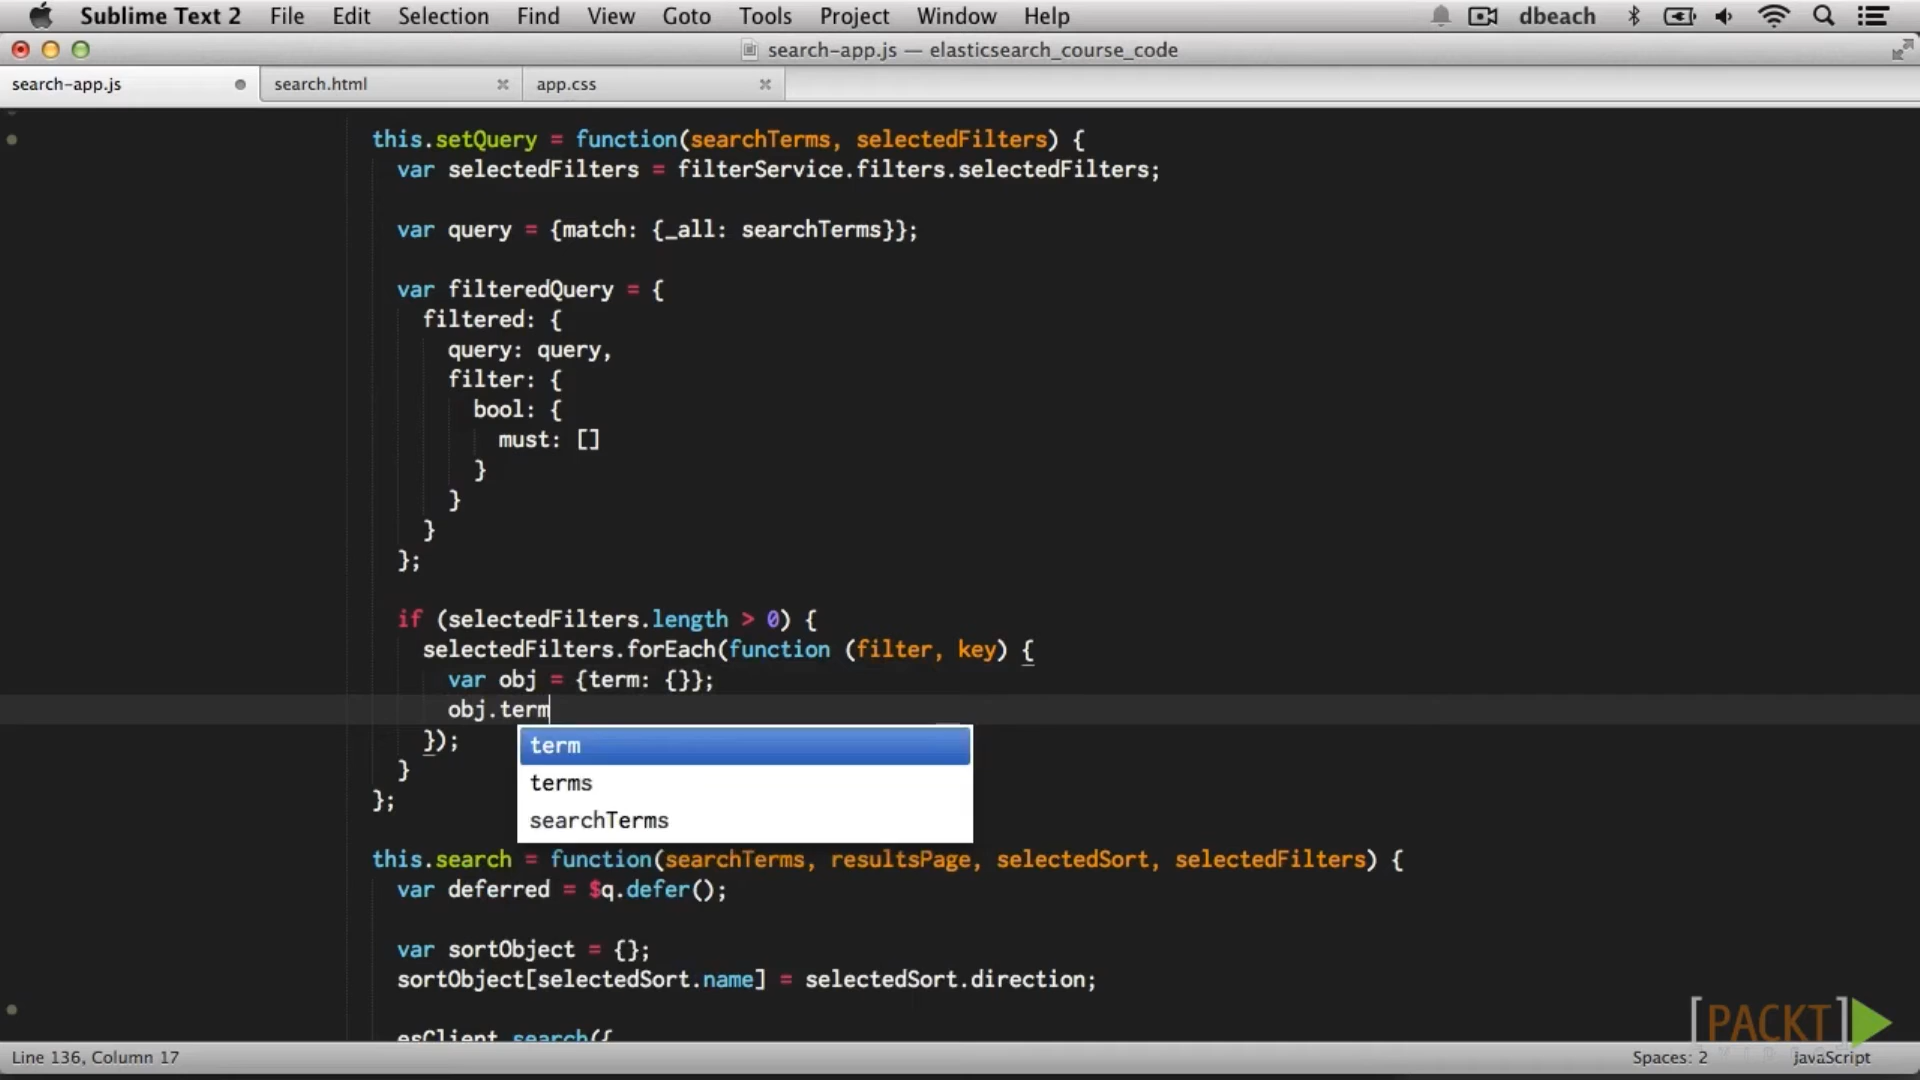 Sublime Text 2 File Edit Selection Find View Goto Tools Project Window Help dbeach
search-app.js — elasticsearch_course_code
search-app.js search.html app.css
this.setQuery = function(searchTerms, selectedFilters) {
var selectedFilters = filterService.filters.selectedFilters;
var query = {match: {_all: searchTerms}};
var filteredQuery = {
filtered: {
query: query,
filter: {
bool: {
must: []
}
}
}
};
if (selectedFilters.length > 0) {
selectedFilters.forEach(function (filter, key) {
var obj = {term: {}};
obj.term
});
term
terms
searchTerms
}
};
this.search = function(searchTerms, resultsPage, selectedSort, selectedFilters) {
var deferred = $q.defer();
var sortObject = {};
sortObject[selectedSort.name] = selectedSort.direction;
esClient.search({
[PACKT]
Line 136, Column 17 Spaces: 2 JavaScript